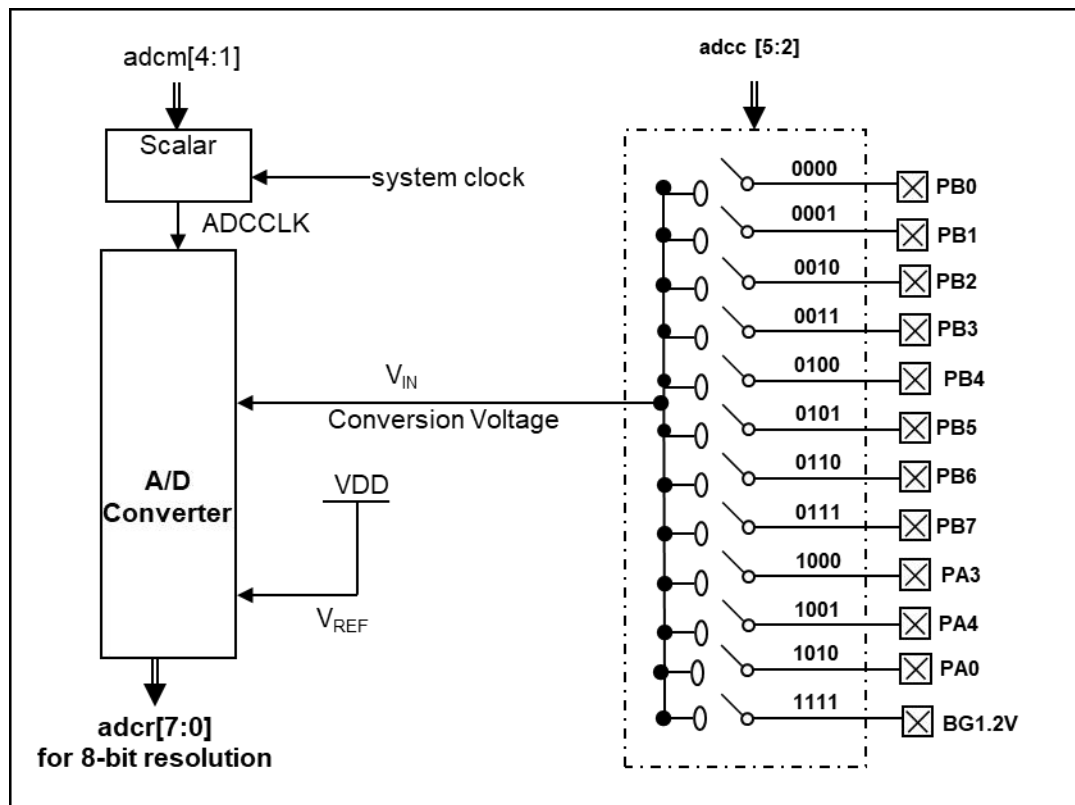 adcm[4:1]
adcc [5:2]
Scalar
system clock
ADCCLK
0000 PB0
0001 PB1
0010 PB2
0011 PB3
0100 PB4
V_IN
Conversion Voltage
0101 PB5
0110 PB6
A/D
Converter
VDD
0111 PB7
1000 PA3
V_REF
1001 PA4
1010 PA0
1111 BG1.2V
adcr[7:0]
for 8-bit resolution